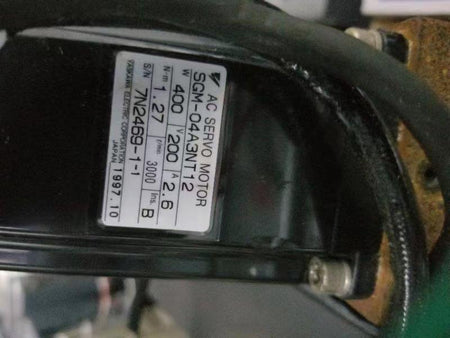 AC SERVO MOTOR
SGM-04A3NT12
W 400 V 200 A 2.6
N·m 1.27 r/min 3000 Ins. B
S/N 7N2469-1-1
YASKAWA ELECTRIC CORPORATION
JAPAN 1997.10